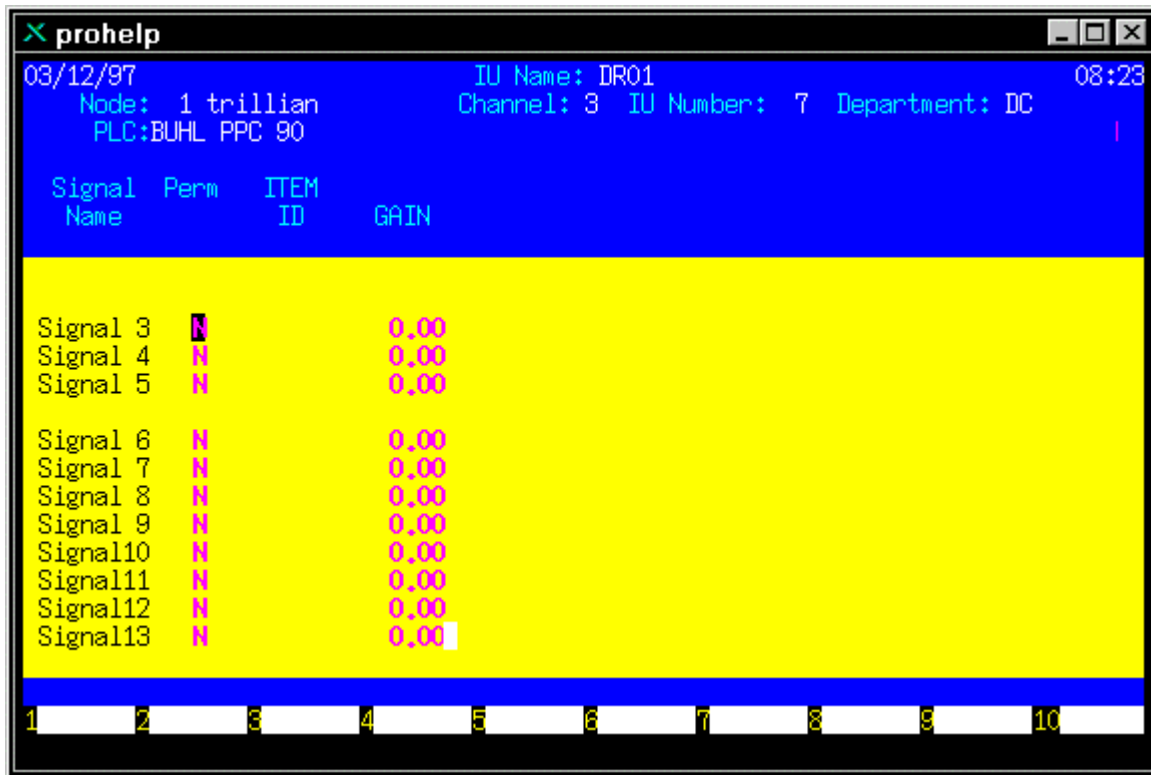 prohelp
03/12/97 IU Name: DR01 08:23
Node: 1 trillian Channel: 3 IU Number: 7 Department: DC
PLC:BUHL PPC 90
Signal Perm ITEM
Name ID GAIN
Signal 3 N 0.00
Signal 4 N 0.00
Signal 5 N 0.00
Signal 6 N 0.00
Signal 7 N 0.00
Signal 8 N 0.00
Signal 9 N 0.00
Signal10 N 0.00
Signal11 N 0.00
Signal12 N 0.00
Signal13 N 0.00
1 2 3 4 5 6 7 8 9 10